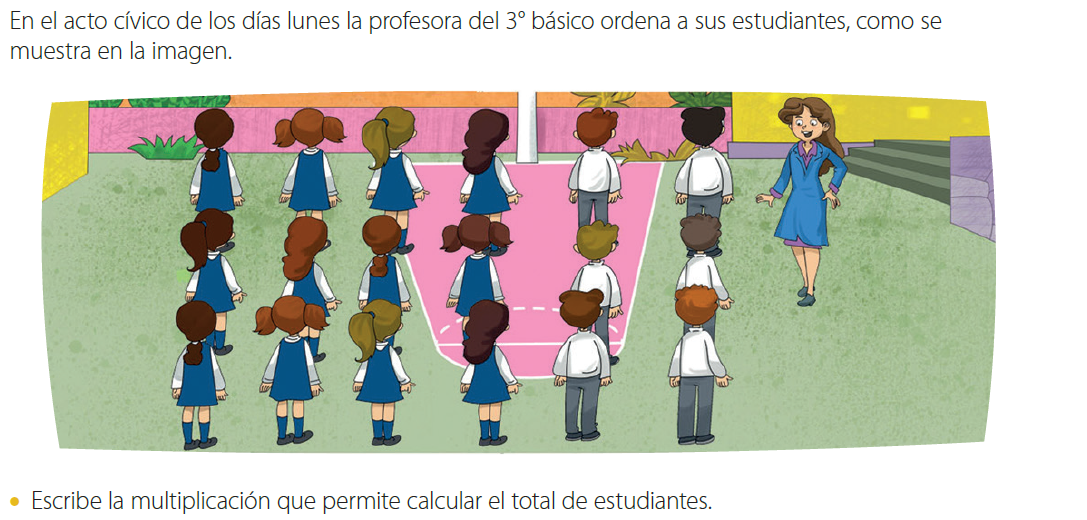 En el acto cívico de los días lunes la profesora del 3° básico ordena a sus estudiantes, como se
muestra en la imagen.
• Escribe la multiplicación que permite calcular el total de estudiantes.